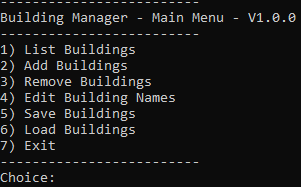 -------------------------
Building Manager - Main Menu - V1.0.0
-------------------------
1) List Buildings
2) Add Buildings
3) Remove Buildings
4) Edit Building Names
5) Save Buildings
6) Load Buildings
7) Exit
-------------------------
Choice: